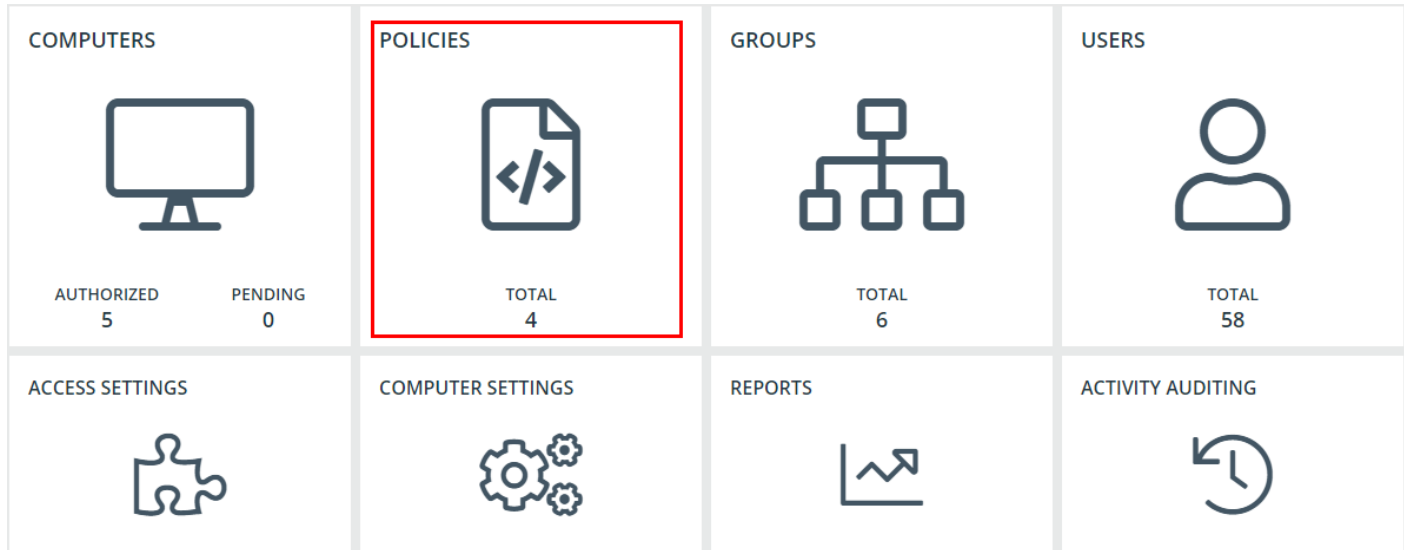 COMPUTERS
POLICIES
GROUPS
USERS
AUTHORIZED
PENDING
5
0
TOTAL
4
TOTAL
6
TOTAL
58
ACCESS SETTINGS
COMPUTER SETTINGS
REPORTS
ACTIVITY AUDITING